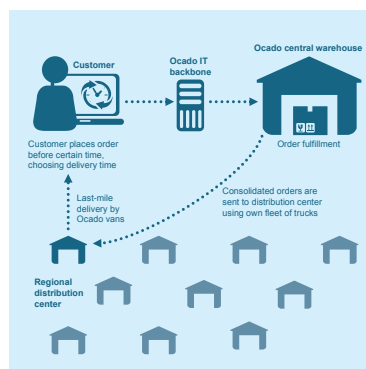 Ocado central warehouse
Customer
Ocado IT
backbone
Customer places order
before certain time,
choosing delivery time
Order fulfillment
Last-mile
delivery by
Ocado vans
Consolidated orders are
sent to distribution center
using own fleet of trucks
Regional
distribution
center